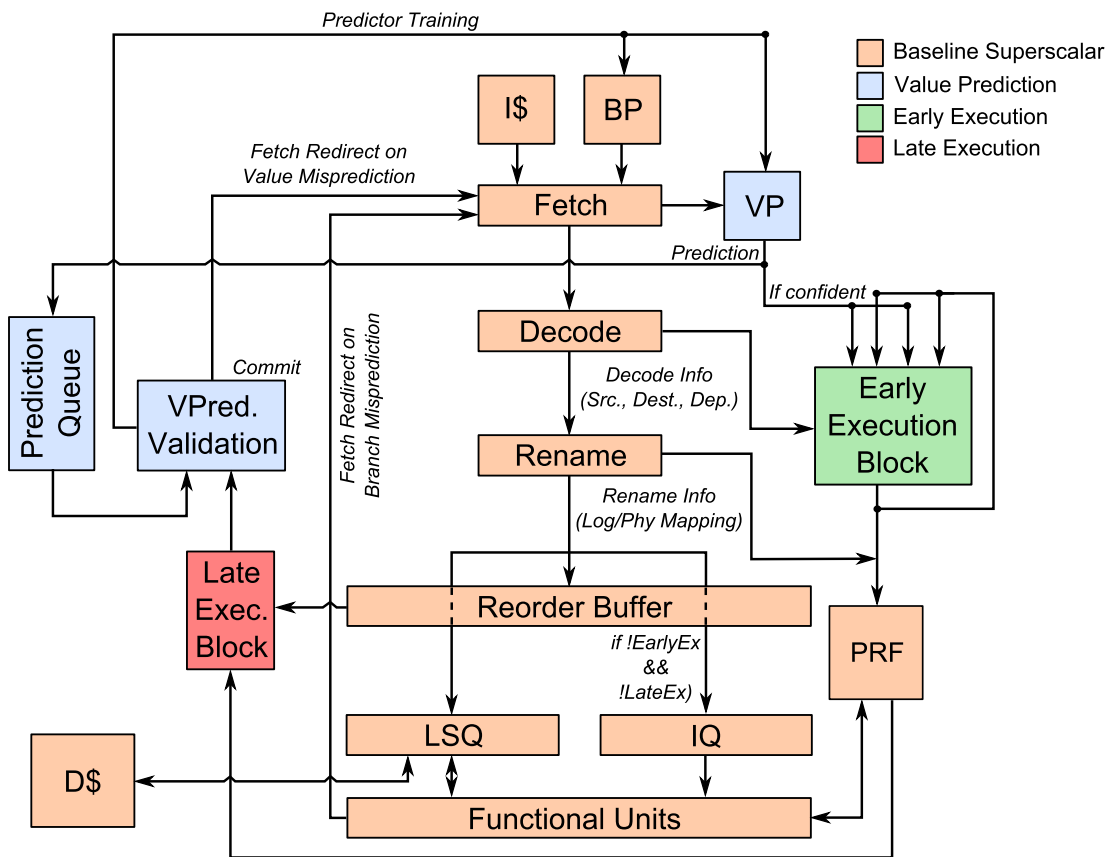 Predictor Training
Baseline Superscalar
Value Prediction
Early Execution
Late Execution
I$
BP
Fetch Redirect on
Value Misprediction
Fetch
VP
Prediction
If confident
Prediction
Queue
Fetch Redirect on
Branch Misprediction
Decode
Commit
VPred.
Validation
Decode Info
(Src., Dest., Dep.)
Early
Execution
Block
Rename
Rename Info
(Log/Phy Mapping)
Late
Exec.
Block
Reorder Buffer
if !EarlyEx
&&
!LateEx)
PRF
LSQ
IQ
D$
Functional Units